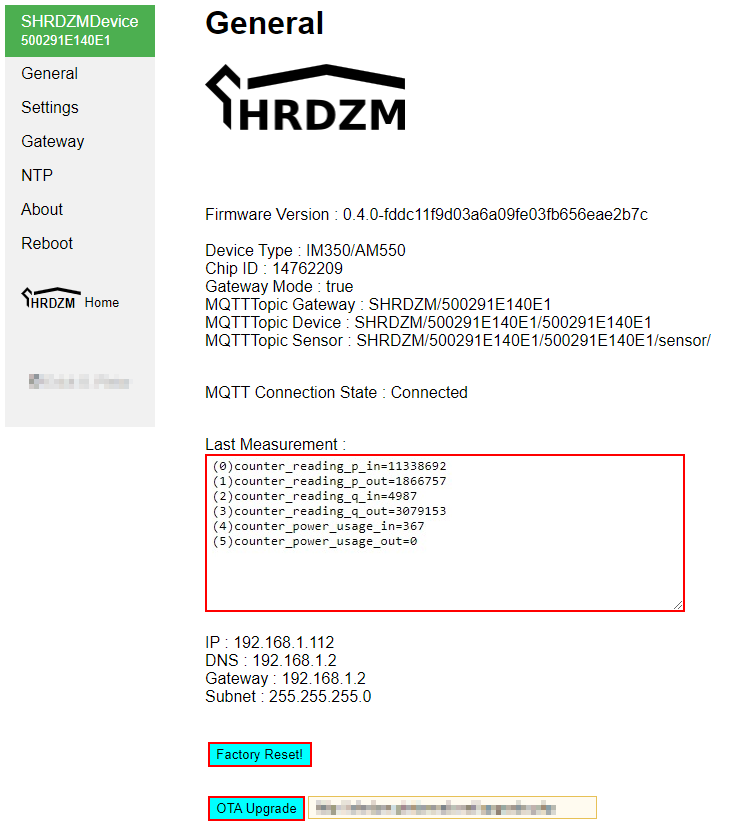 SHRDZMDevice
500291E140E1
General
Settings
Gateway
NTP
About
Reboot
HRDZM Home
General
HRDZM
Firmware Version : 0.4.0-fddc11f9d03a6a09fe03fb656eae2b7c
Device Type : IM350/AM550
Chip ID : 14762209
Gateway Mode : true
MQTTTopic Gateway : SHRDZM/500291E140E1
MQTTTopic Device : SHRDZM/500291E140E1/500291E140E1
MQTTTopic Sensor : SHRDZM/500291E140E1/500291E140E1/sensor/
MQTT Connection State : Connected
Last Measurement :
(0)counter_reading_p_in=11338692
(1)counter_reading_p_out=1866757
(2)counter_reading_q_in=4987
(3)counter_reading_q_out=3079153
(4)counter_power_usage_in=367
(5)counter_power_usage_out=0
IP : 192.168.1.112
DNS : 192.168.1.2
Gateway : 192.168.1.2
Subnet : 255.255.255.0
Factory Reset!
OTA Upgrade